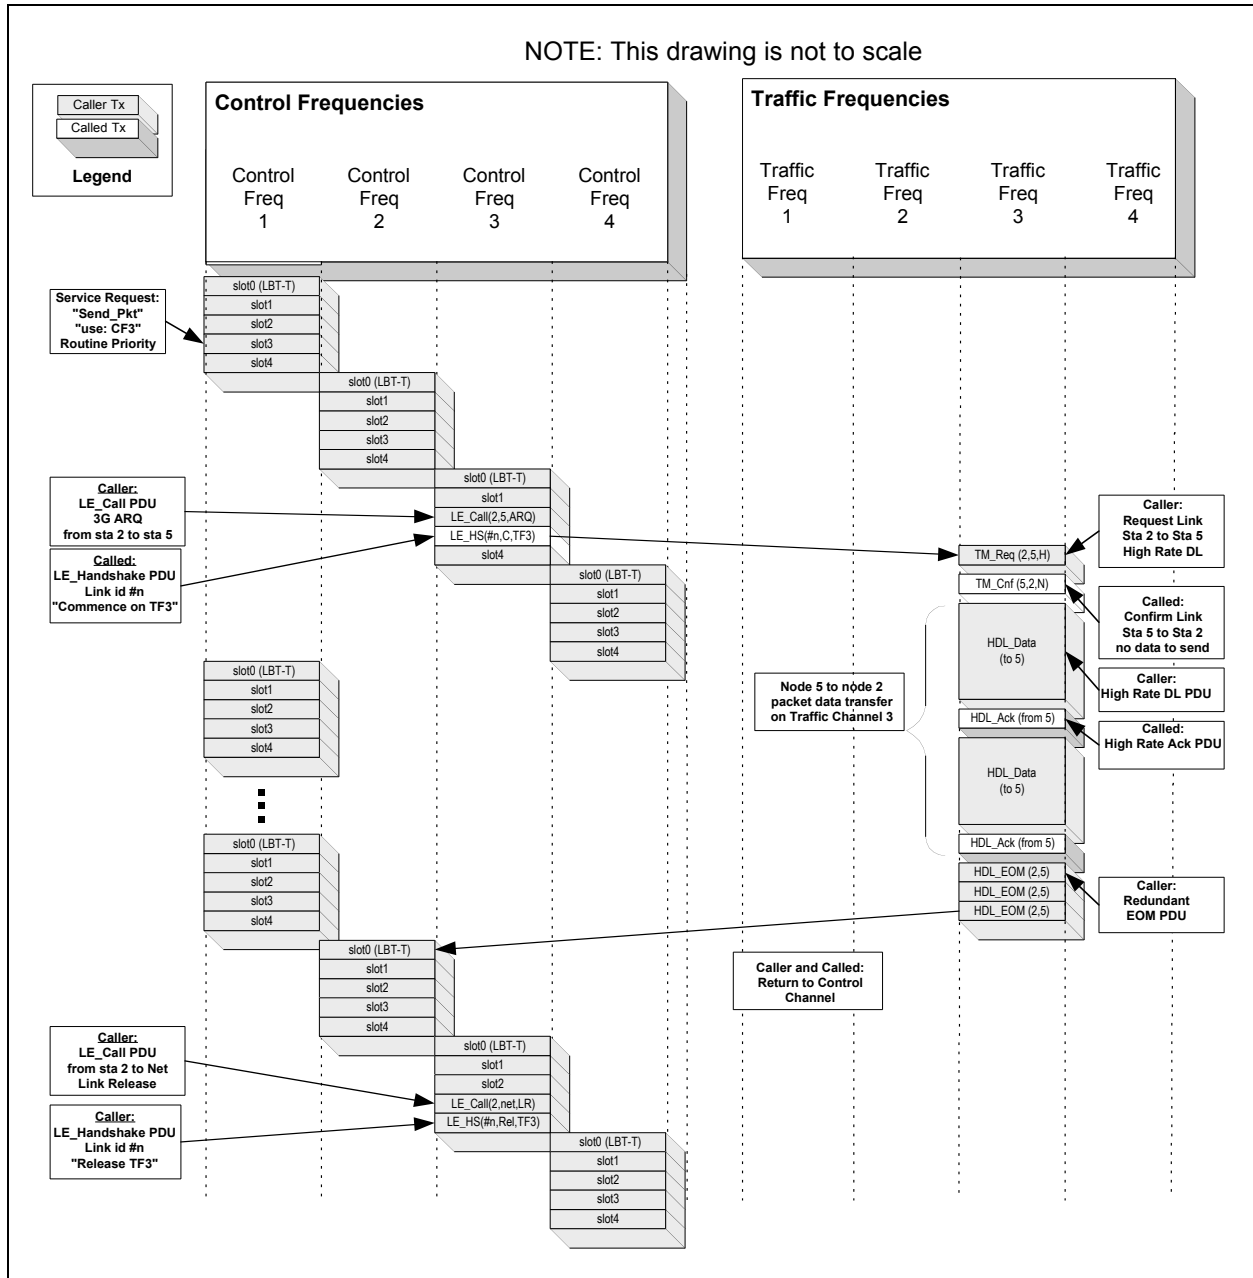 NOTE: This drawing is not to scale
Caller Tx
Called Tx
Legend
Control Frequencies
Control
Freq
1
Control
Freq
2
Control
Freq
3
Control
Freq
4
Traffic Frequencies
Traffic
Freq
1
Traffic
Freq
2
Traffic
Freq
3
Traffic
Freq
4
Service Request:
"Send_Pkt"
"use: CF3"
Routine Priority
slot0 (LBT-T)
slot1
slot2
slot3
slot4
slot0 (LBT-T)
slot1
slot2
slot3
slot4
Caller:
LE_Call PDU
3G ARQ
from sta 2 to sta 5
Called:
LE_Handshake PDU
Link id #n
"Commence on TF3"
slot0 (LBT-T)
slot1
LE_Call(2,5,ARQ)
LE_HS(#n,C,TF3)
slot4
slot0 (LBT-T)
slot1
slot2
slot3
slot4
TM_Req (2,5,H)
TM_Cnf (5,2,N)
HDL_Data
(to 5)
HDL_Ack (from 5)
HDL_Data
(to 5)
HDL_Ack (from 5)
HDL_EOM (2,5)
HDL_EOM (2,5)
HDL_EOM (2,5)
Caller:
Request Link
Sta 2 to Sta 5
High Rate DL
Called:
Confirm Link
Sta 5 to Sta 2
no data to send
Caller:
High Rate DL PDU
Called:
High Rate Ack PDU
Caller:
Redundant
EOM PDU
Node 5 to node 2
packet data transfer
on Traffic Channel 3
slot0 (LBT-T)
slot1
slot2
slot3
slot4
slot0 (LBT-T)
slot1
slot2
slot3
slot4
slot0 (LBT-T)
slot1
slot2
slot3
slot4
Caller and Called:
Return to Control
Channel
Caller:
LE_Call PDU
from sta 2 to Net
Link Release
Caller:
LE_Handshake PDU
Link id #n
"Release TF3"
slot0 (LBT-T)
slot1
slot2
LE_Call(2,net,LR)
LE_HS(#n,Rel,TF3)
slot0 (LBT-T)
slot1
slot2
slot3
slot4